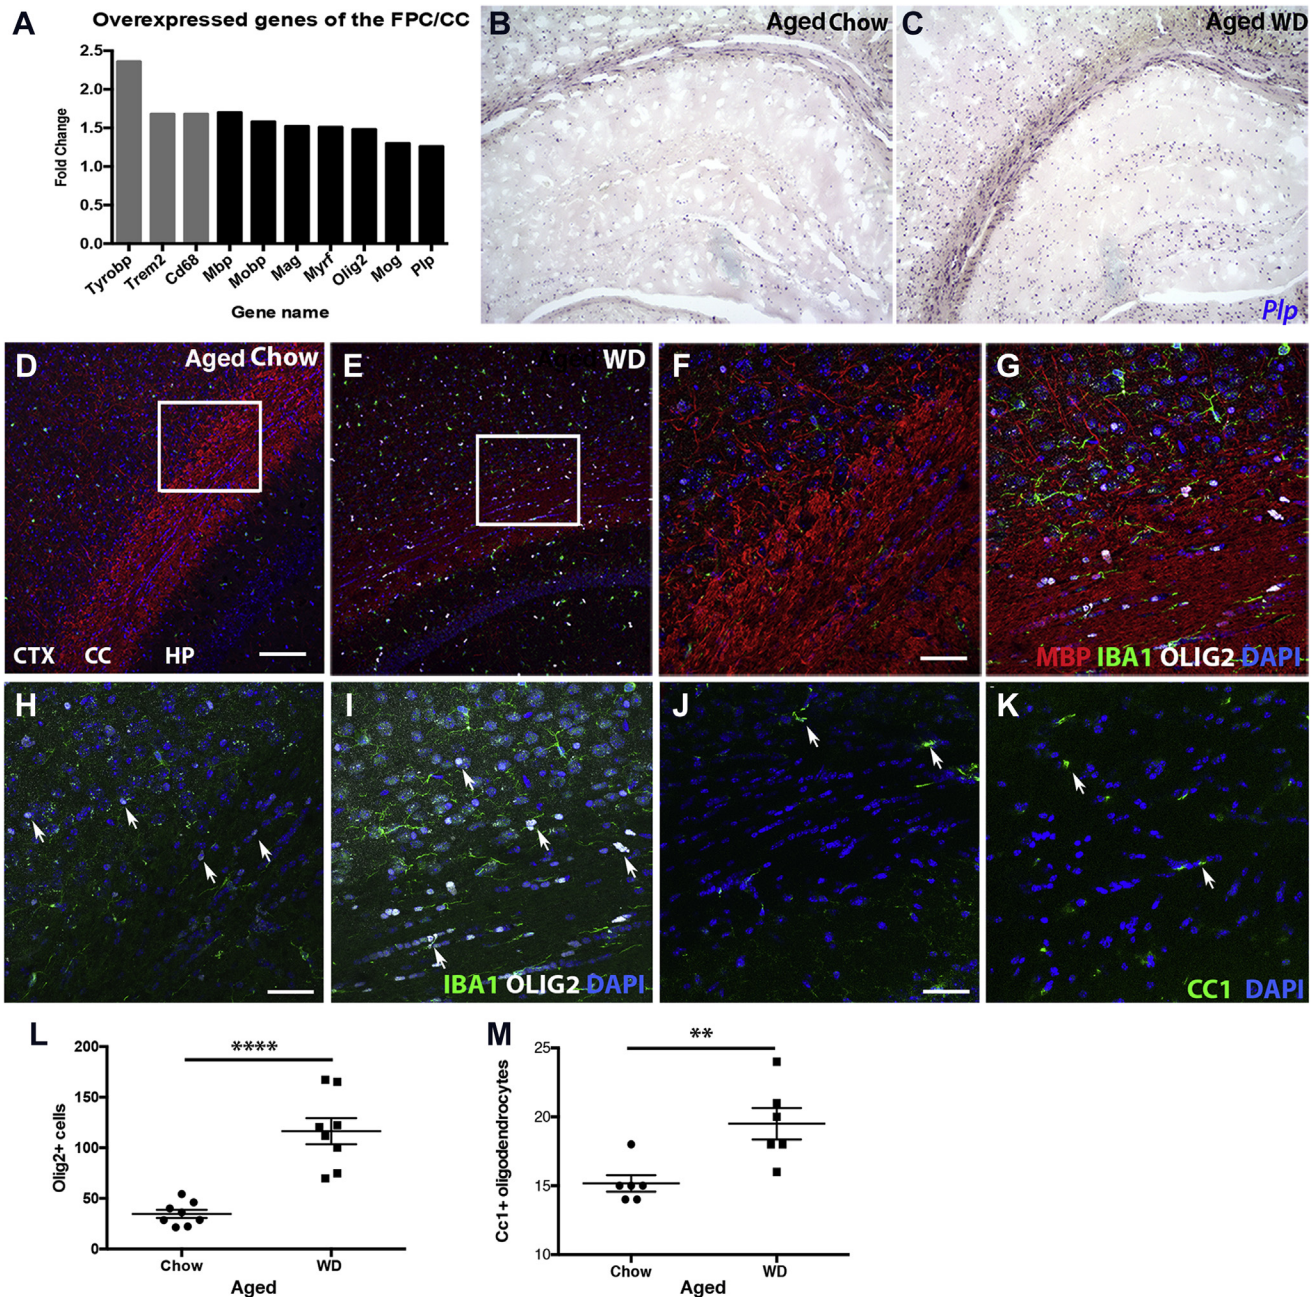 A
Overexpressed genes of the FPC/CC
Fold Change
2.5
2.0
1.5
1.0
0.5
0.0
Tyrobp
Trem2
Cd68
Mbp
Mobp
Mag
Myrf
Olig2
Mog
Plp
Gene name
B
Aged Chow
C
Aged WD
Plp
D
Aged Chow
CTX CC HP
E
WD
F
G
MBP IBA1 OLIG2 DAPI
H
I
IBA1 OLIG2 DAPI
J
K
CC1 DAPI
L
Olig2+ cells
200
150
100
50
0
****
Chow
WD
Aged
M
Cc1+ oligodendrocytes
25
20
15
10
**
Chow
WD
Aged